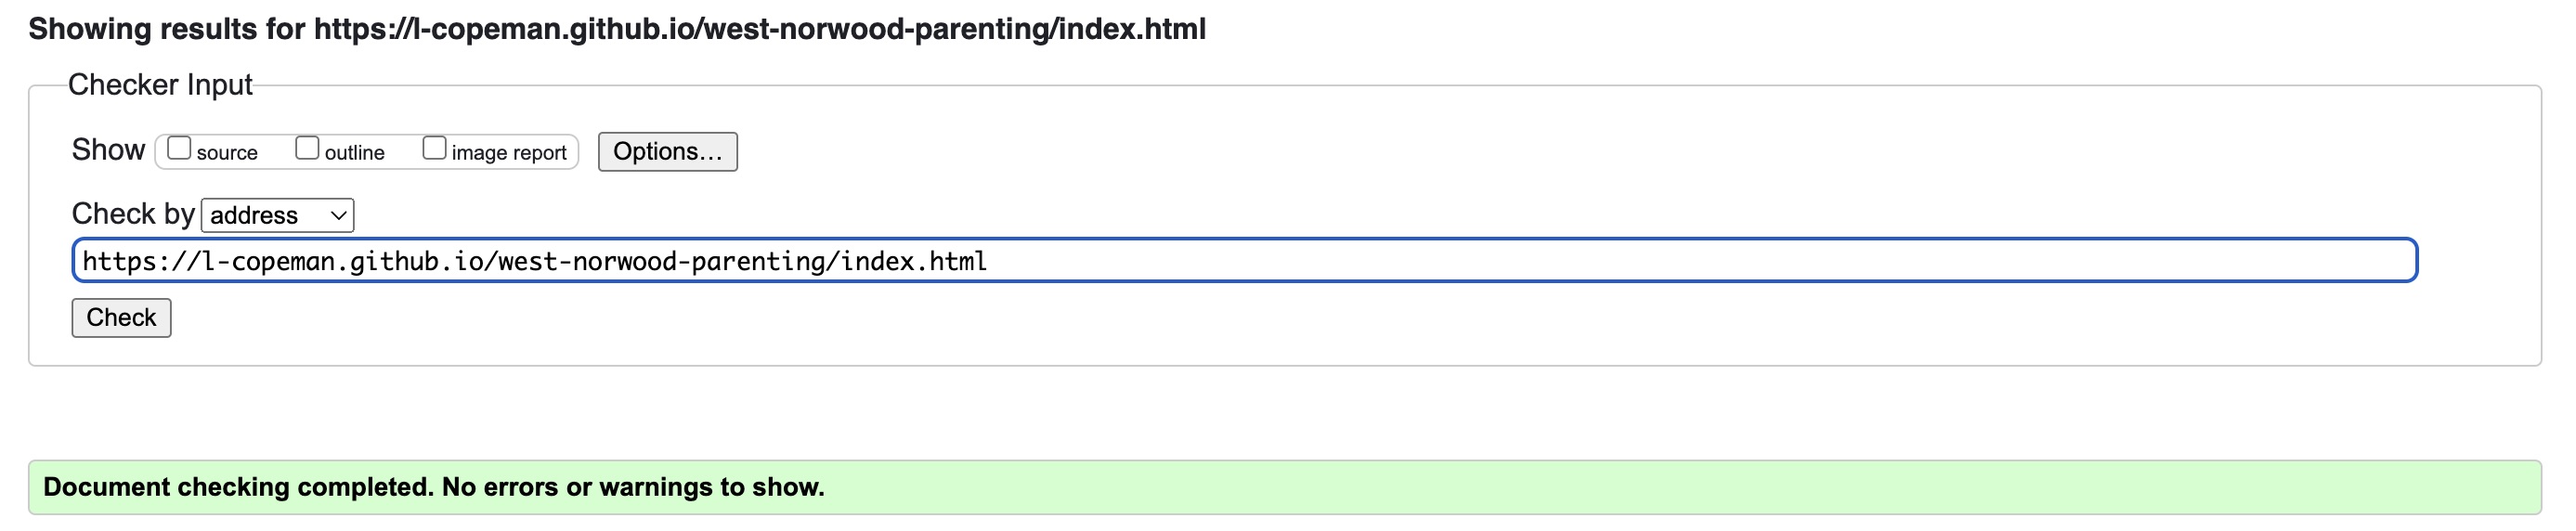 Showing results for https://l-copeman.github.io/west-norwood-parenting/index.html
Checker Input
Show source outline image report Options...
Check by address
https://l-copeman.github.io/west-norwood-parenting/index.html
Check
Document checking completed. No errors or warnings to show.